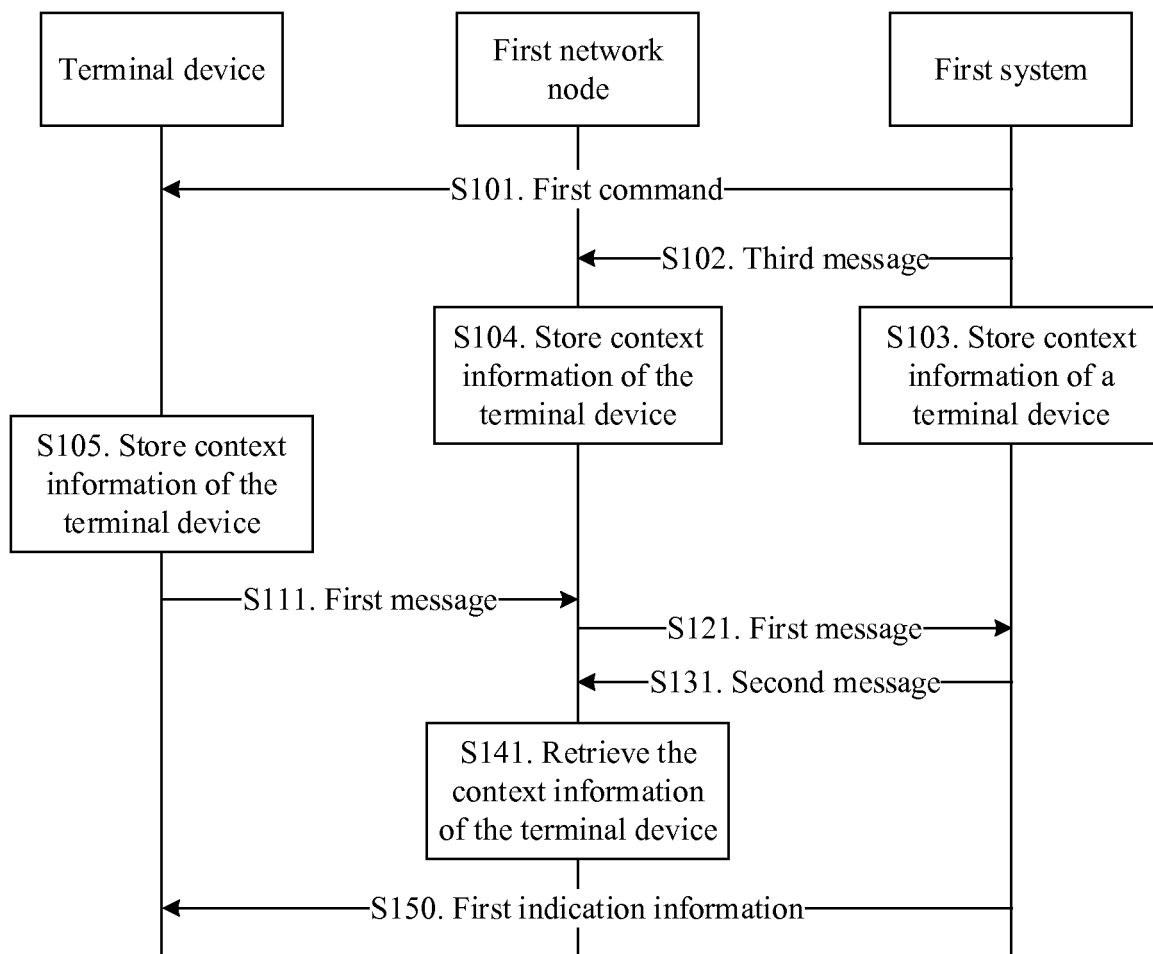 Terminal device
First network
node
First system
S101. First command
S102. Third message
S104. Store context
information of the
terminal device
S103. Store context
information of a
terminal device
S105. Store context
information of the
terminal device
S111. First message
S121. First message
S131. Second message
S141. Retrieve the
context information
of the terminal device
S150. First indication information